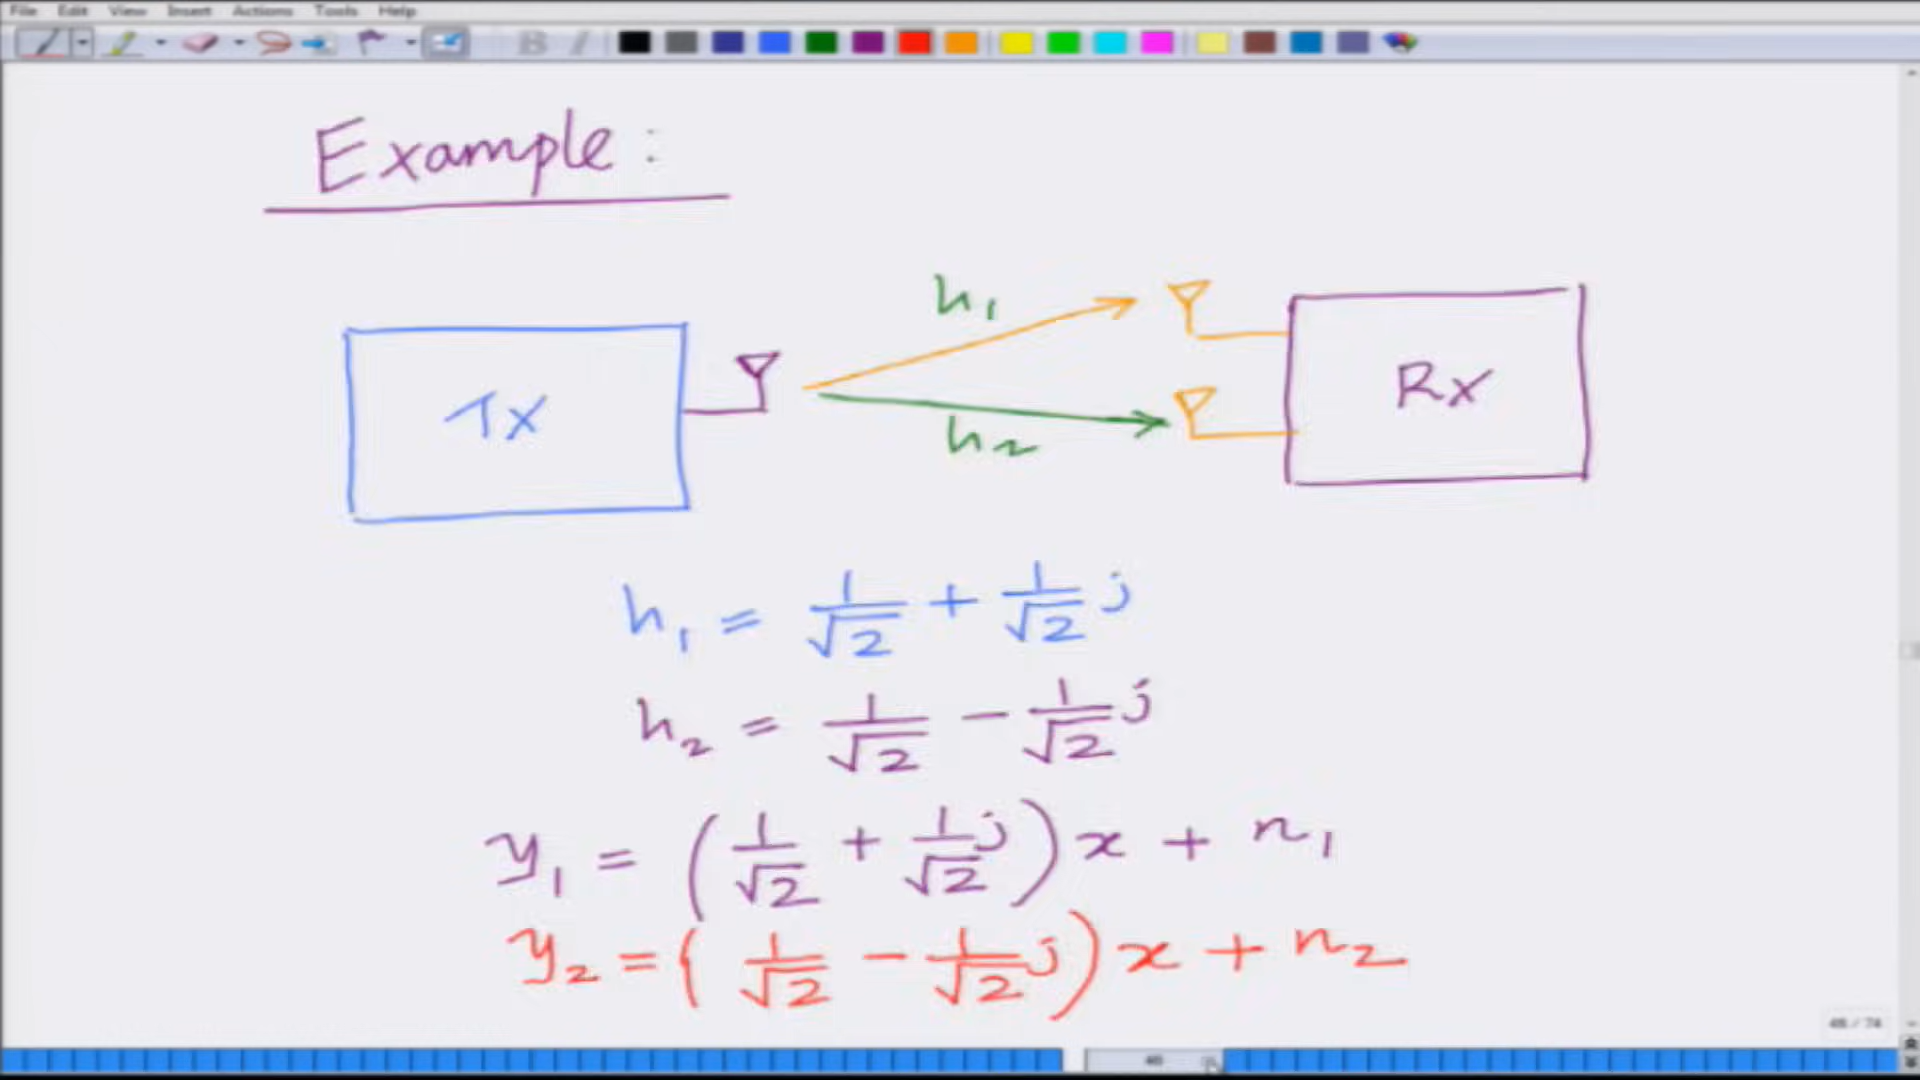 File Edit View Insert Actions Tools Help
B I
Example :
Tx
h₁
h₂
Rx
h₁ = 1/√2 + 1/√2 j
h₂ = 1/√2 − 1/√2 j
y₁ = (1/√2 + 1/√2 j) x + n₁
y₂ = (1/√2 − 1/√2 j) x + n₂